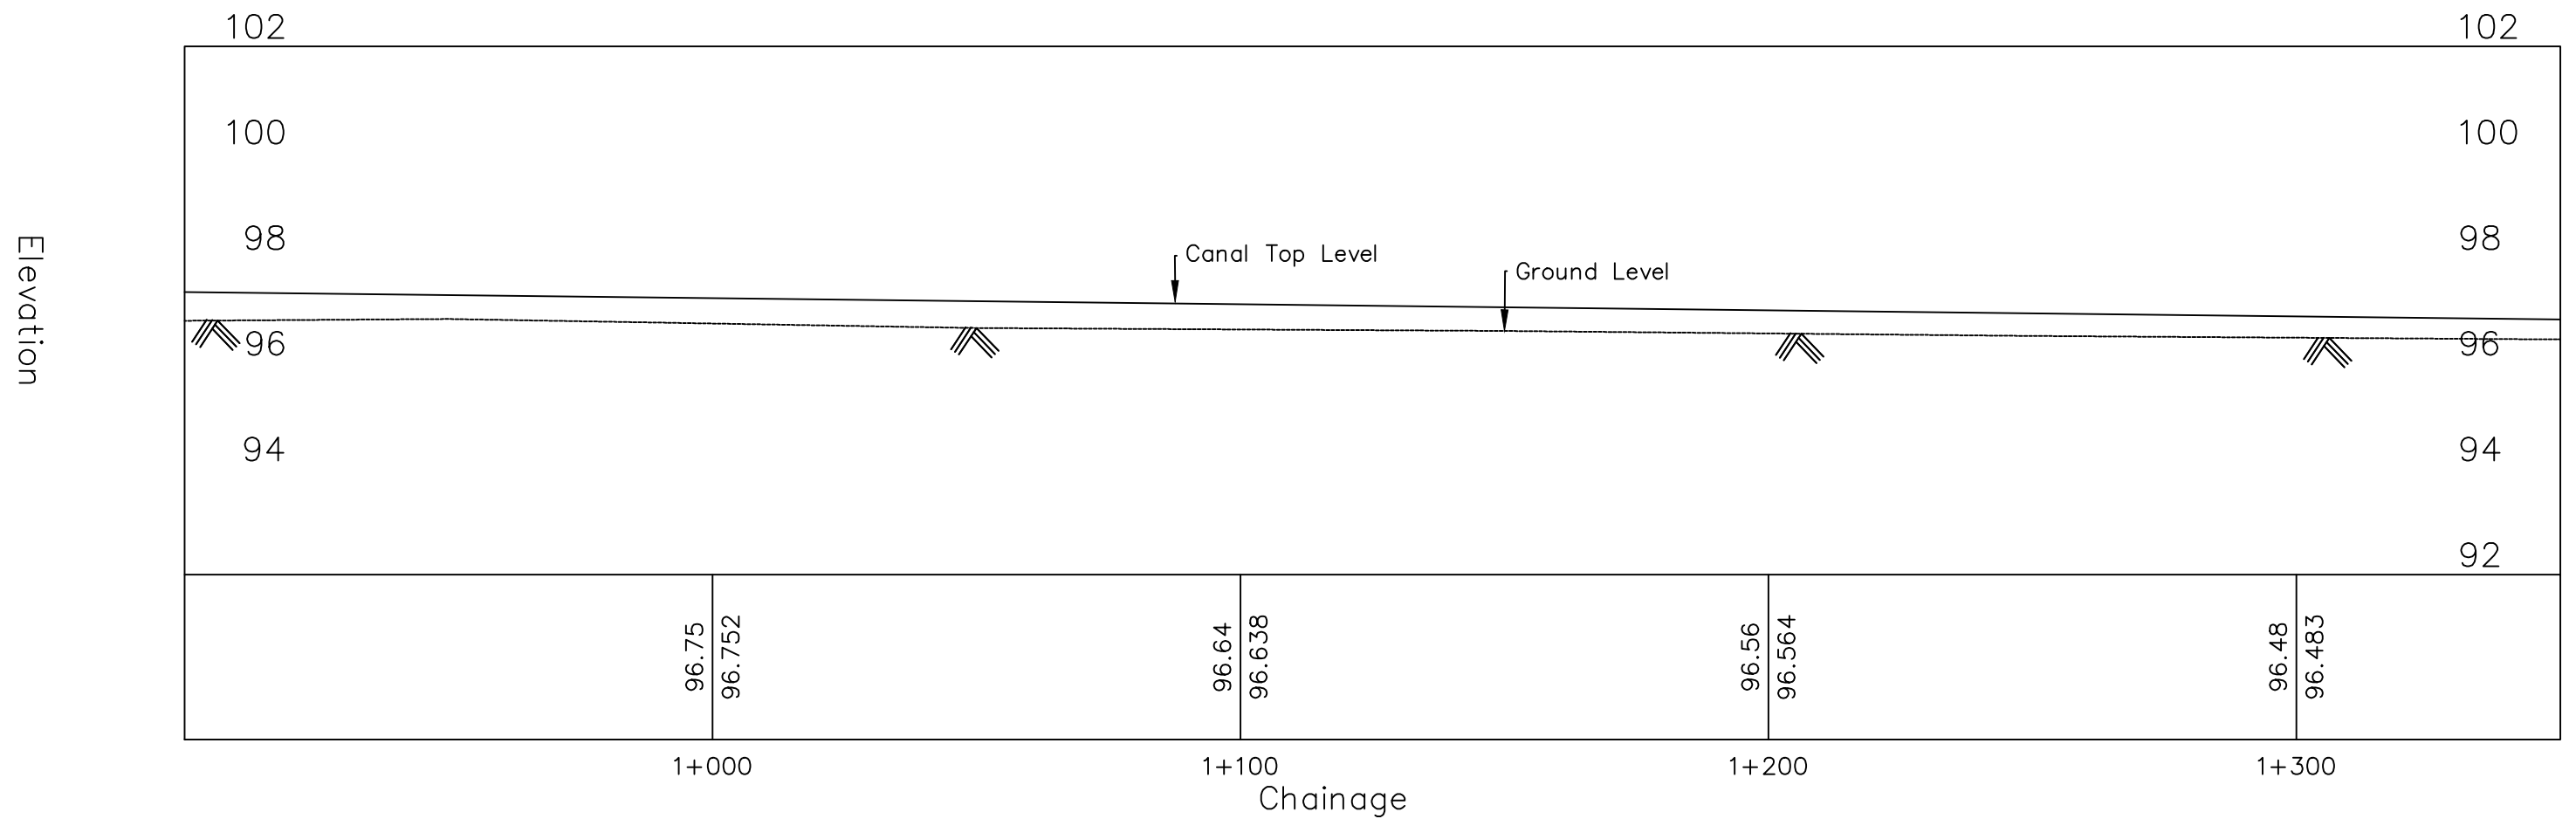 102 102
100 100
98 98
Canal Top Level
Ground Level
Elevation
96 96
94 94
92
96.75 96.752 96.64 96.638 96.56 96.564 96.48 96.483
1+000 1+100 1+200 1+300
Chainage